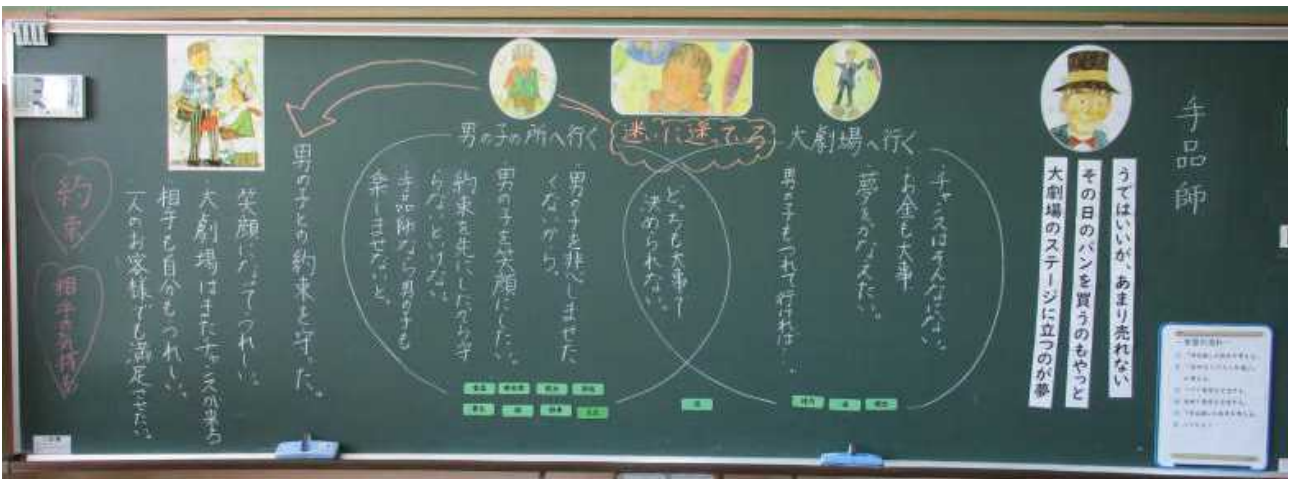 手品師
うではいいが、あまり売れない
その日のパンを買うのもやっと
大劇場のステージに立つのが夢
大劇場へ行く
チャンスはそんなにない。
お金も大事
夢をかなえたい。
男の子もつれて行ければ…
迷いに迷っている
どっちも大事で
決められない。
男の子の所へ行く
男の子を悲しませた
くないから。
男の子を笑顔にしたい。
約束を先にしたから守
らないといけない。
手品師なら男の子も
楽しませないと。
男の子との約束を守った。
笑顔になってうれしい。
大劇場はまたチャンスが来る
相手も自分もうれしい。
一人のお客様でも満足させたい。
約束
相手の気持ち